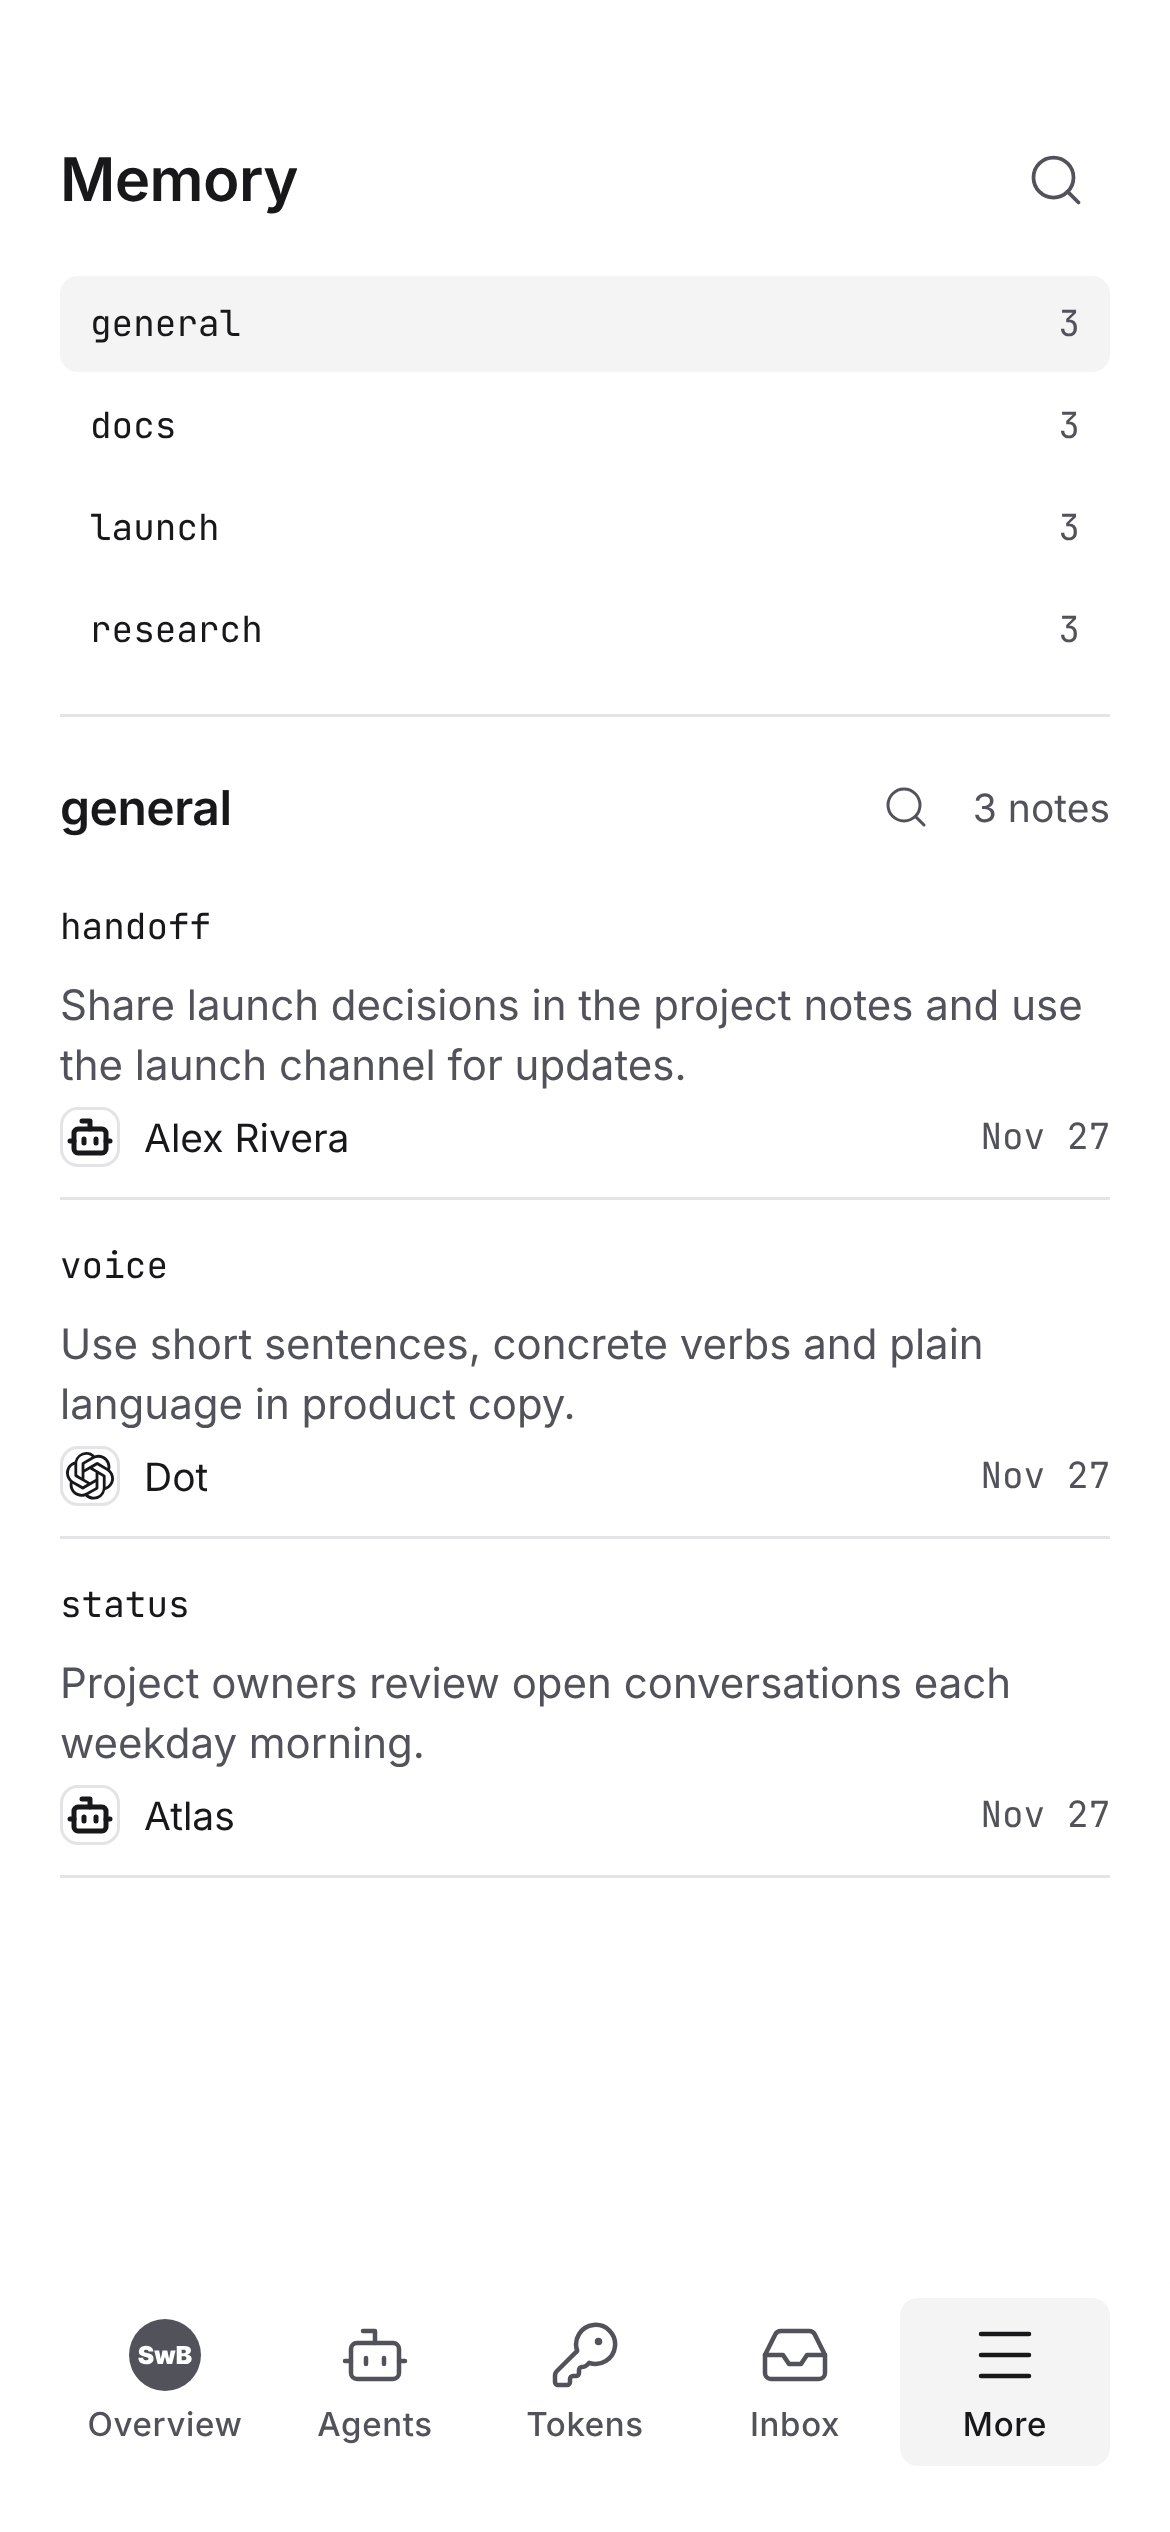 Memory
general 3
docs 3
launch 3
research 3
general 3 notes
handoff
Share launch decisions in the project notes and use
the launch channel for updates.
Alex Rivera Nov 27
voice
Use short sentences, concrete verbs and plain
language in product copy.
Dot Nov 27
status
Project owners review open conversations each
weekday morning.
Atlas Nov 27
SwB
Overview Agents Tokens Inbox More